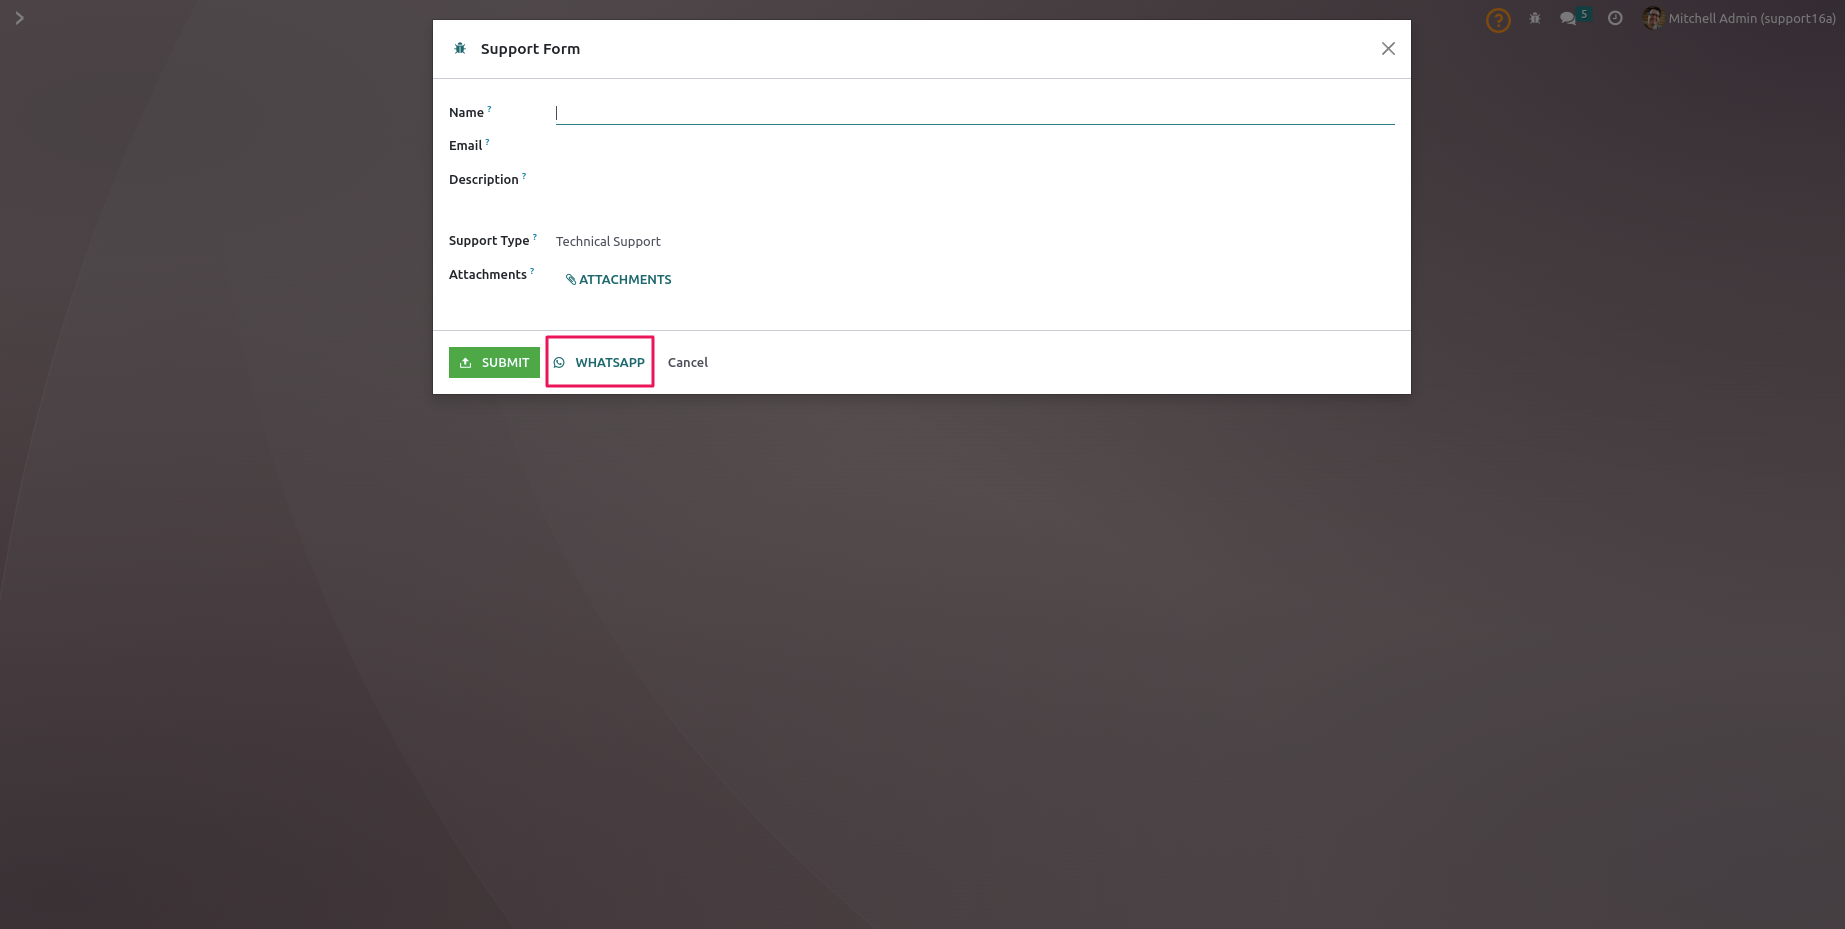 5 Mitchell Admin (support16a)
Support Form
Name ?
Email ?
Description ?
Support Type ? Technical Support
Attachments ? ATTACHMENTS
SUBMIT WHATSAPP Cancel